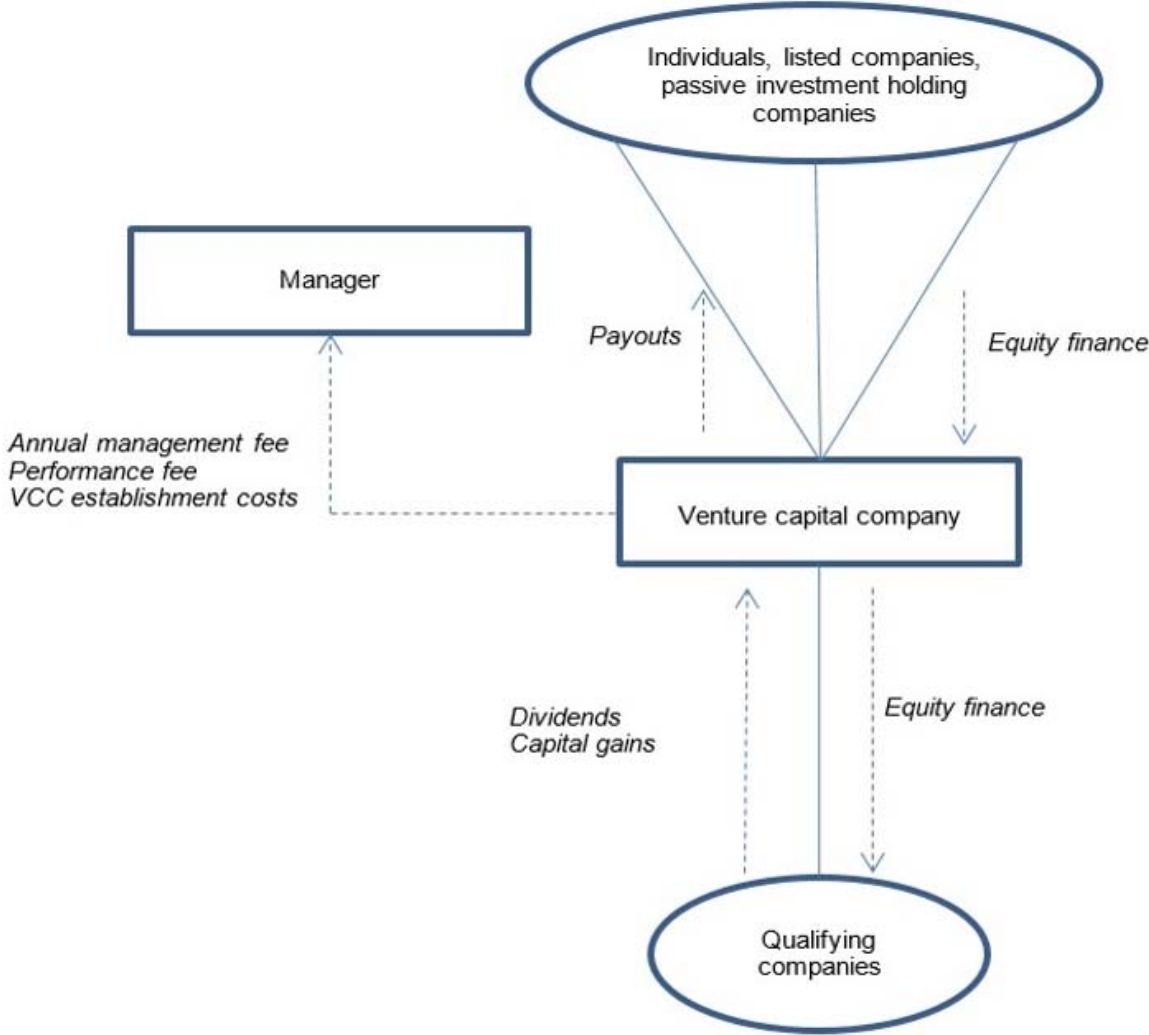 Individuals, listed companies,
passive investment holding
companies
Manager
Payouts
Equity finance
Annual management fee
Performance fee
VCC establishment costs
Venture capital company
Dividends
Capital gains
Equity finance
Qualifying
companies